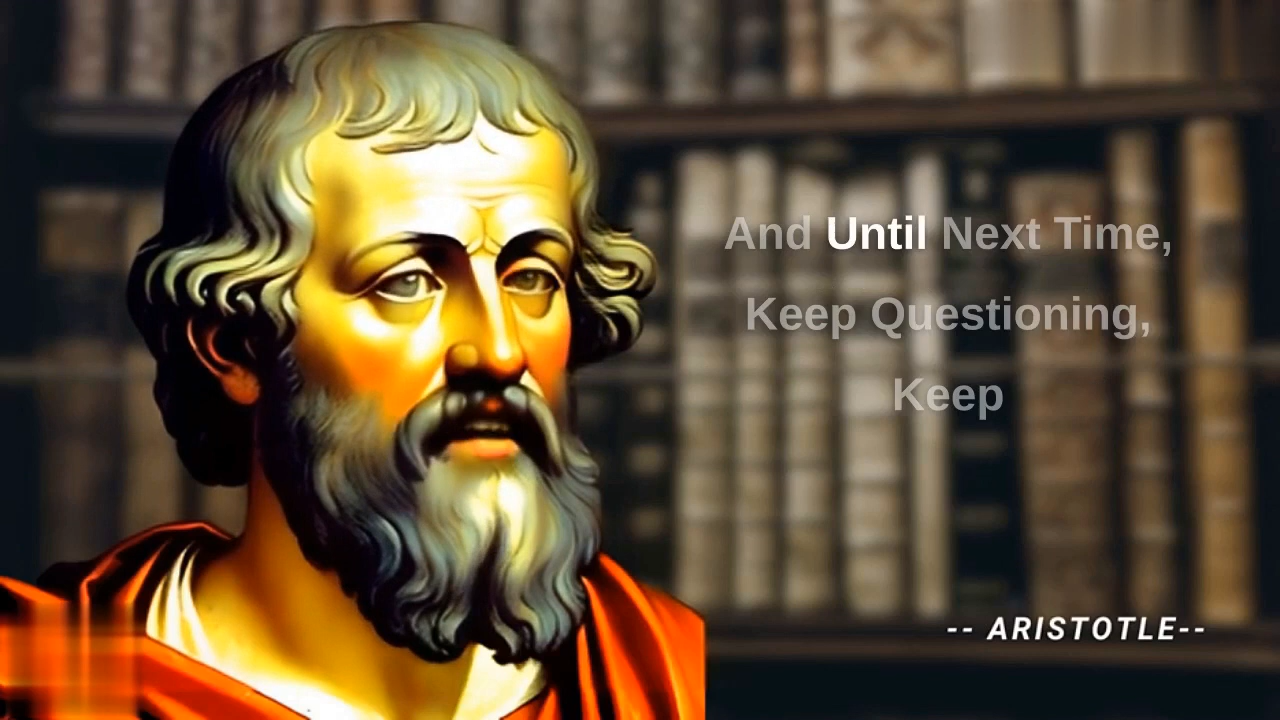 And Until Next Time,
Keep Questioning,
Keep
-- ARISTOTLE--